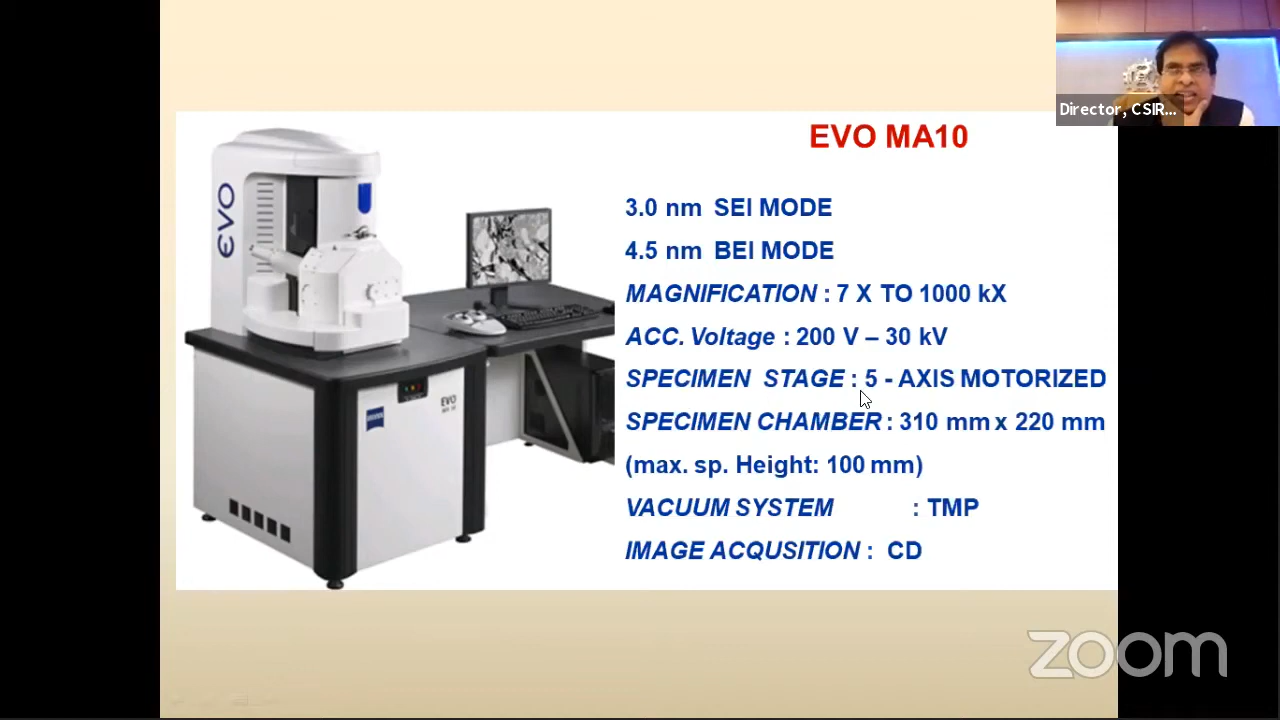 Director, CSIR...
EVO MA10
3.0 nm SEI MODE
4.5 nm BEI MODE
MAGNIFICATION : 7 X TO 1000 kX
ACC. Voltage : 200 V – 30 kV
SPECIMEN STAGE : 5 - AXIS MOTORIZED
SPECIMEN CHAMBER : 310 mm x 220 mm
(max. sp. Height: 100 mm)
VACUUM SYSTEM : TMP
IMAGE ACQUSITION : CD
EVO
EVO
zoom